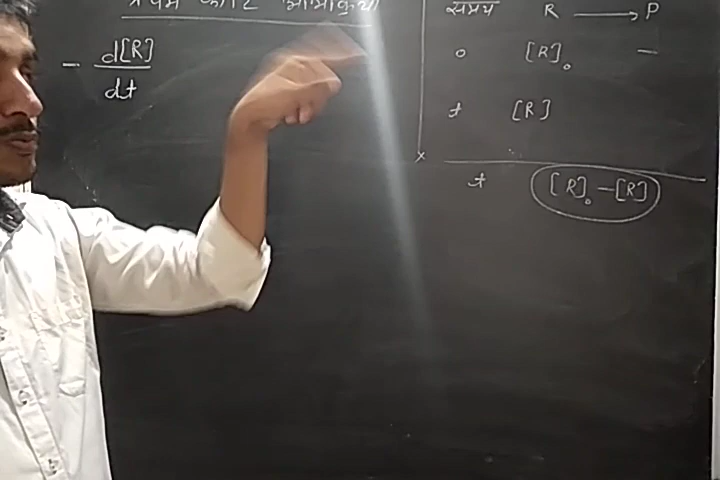 प्रथम कोटि अभिक्रिया
- d[R]/dt
समय R ⟶ P
0 [R]₀ —
t [R]
t [R]₀ – [R]